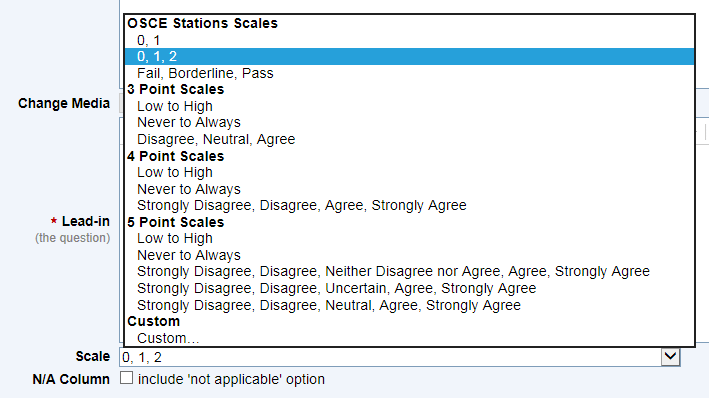 OSCE Stations Scales
0, 1
0, 1, 2
Fail, Borderline, Pass
3 Point Scales
Change Media
Low to High
Never to Always
Disagree, Neutral, Agree
4 Point Scales
Low to High
Never to Always
Strongly Disagree, Disagree, Agree, Strongly Agree
* Lead-in
5 Point Scales
(the question)
Low to High
Never to Always
Strongly Disagree, Disagree, Neither Disagree nor Agree, Agree, Strongly Agree
Strongly Disagree, Disagree, Uncertain, Agree, Strongly Agree
Strongly Disagree, Disagree, Neutral, Agree, Strongly Agree
Custom
Custom...
Scale 0, 1, 2
N/A Column include 'not applicable' option